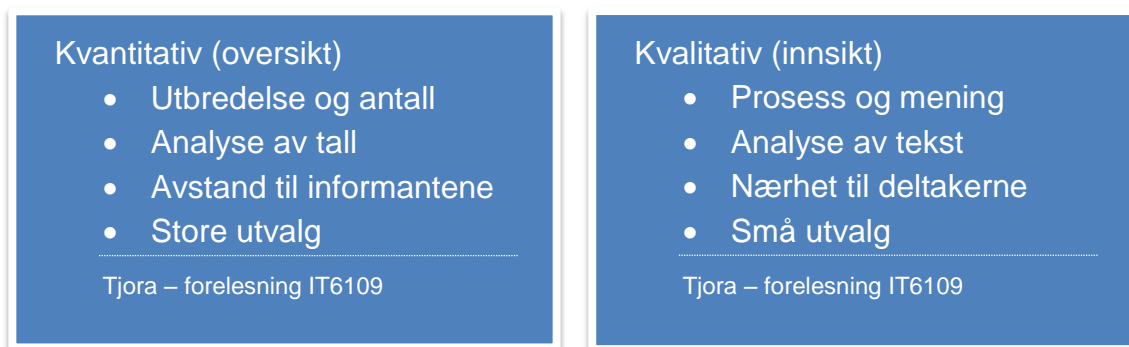 Kvantitativ (oversikt)
• Utbredelse og antall
• Analyse av tall
• Avstand til informantene
• Store utvalg
Tjora – forelesning IT6109
Kvalitativ (innsikt)
• Prosess og mening
• Analyse av tekst
• Nærhet til deltakerne
• Små utvalg
Tjora – forelesning IT6109